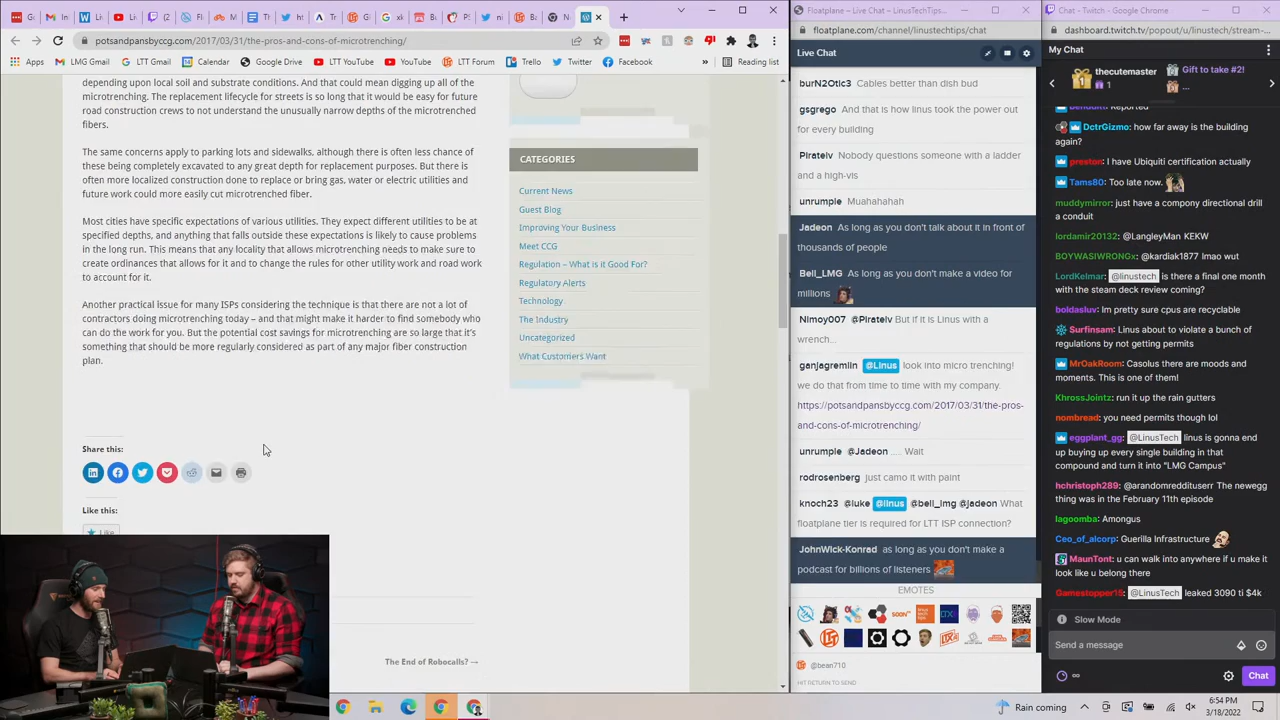 potsandpansbyccg.com/2017/03/31/the-pros-and-cons-of-microtrenching/
Apps
LMG Gmail
LTT Gmail
Calendar
Google Drive
LTT YouTube
YouTube
LTT Forum
Trello
Twitter
Facebook
»
Reading list
depending upon local soil and substrate conditions. And that could mean digging up all of the
microtrenching. The replacement lifecycle for streets is so long that it would be easy for future
road construction crews to not understand the unusually narrow depths of the microtrenched
fibers.
The same concerns apply to parking lots and sidewalks, although there is often less chance of
these being completely excavated to any great depth for replacement purposes. But there is
often more localized construction done to replace or bring gas, water or electric utilities and
future work could more easily cut microtrenched fiber.
Most cities have specific expectations of various utilities. They expect different utilities to be at
specified depths, and anything that falls outside these expectations is likely to cause problems
in the long run. This means that any locality that allows microtrenching needs to make sure to
create ordinances that allows for it and to change the rules for other utility work and road work
to account for it.
Another practical issue for many ISPs considering the technique is that there are not a lot of
contractors doing microtrenching today – and that might make it harder to find somebody who
can do the work for you. But the potential cost savings for microtrenching are so large that it's
something that should be more regularly considered as part of any major fiber construction
plan.
Share this:
Like this:
Like
The End of Robocalls? →
CATEGORIES
Current News
Guest Blog
Improving Your Business
Meet CCG
Regulation – What is it Good For?
Regulatory Alerts
Technology
The Industry
Uncategorized
What Customers Want
Floatplane – Live Chat – LinusTechTips
floatplane.com/channel/linustechtips/chat
Live Chat
burN2Otic3 Cables better than dish bud
gsgrego And that is how linus took the power out
for every building
Pirateiv Nobody questions someone with a ladder
and a high-vis
unrumple Muahahahah
Jadeon As long as you don't talk about it in front of
thousands of people
Bell_LMG As long as you don't make a video for
millions
Nimoy007 @Pirateiv But if it is Linus with a
wrench...
ganjagremlin @Linus look into micro trenching!
we do that from time to time with my company.
https://potsandpansbyccg.com/2017/03/31/the-pros-
and-cons-of-microtrenching/
unrumple @Jadeon .... Wait
rodrosenberg just camo it with paint
knoch23 @luke @linus @bell_lmg @jadeon What
floatplane tier is required for LTT ISP connection?
JohnWick-Konrad as long as you don't make a
podcast for billions of listeners
EMOTES
SOON™
@bean710
HIT RETURN TO SEND
Chat - Twitch - Google Chrome
dashboard.twitch.tv/popout/u/linustech/stream-...
My Chat
thecutemaster
1
Gift to take #2!
...
Reported
DctrGizmo: how far away is the building
again?
preston: I have Ubiquiti certification actually
Tams80: Too late now.
muddymirror: just have a compony directional drill
a conduit
lordamir20132: @LangleyMan KEKW
BOYWASIWRONGx: @kardiak1877 lmao wut
LordKelmar: @linustech is there a final one month
with the steam deck review coming?
boldasluv: Im pretty sure cpus are recyclable
Surfinsam: Linus about to violate a bunch of
regulations by not getting permits
MrOakRoom: Casolus there are moods and
moments. This is one of them!
KhrossJointz: run it up the rain gutters
nombread: you need permits though lol
eggplant_gg: @LinusTech linus is gonna end
up buying up every single building in that
compound and turn it into "LMG Campus"
hchristoph289: @arandomreddituserr The newegg
thing was in the February 11th episode
lagoomba: Amongus
Ceo_of_alcorp: Guerilla Infrastructure
MaunTont: u can walk into anywhere if u make it
look like u belong there
Gamestopper15: @LinusTech leaked 3090 ti $4k
Slow Mode
Send a message
∞
Chat
Rain coming
6:54 PM
3/18/2022